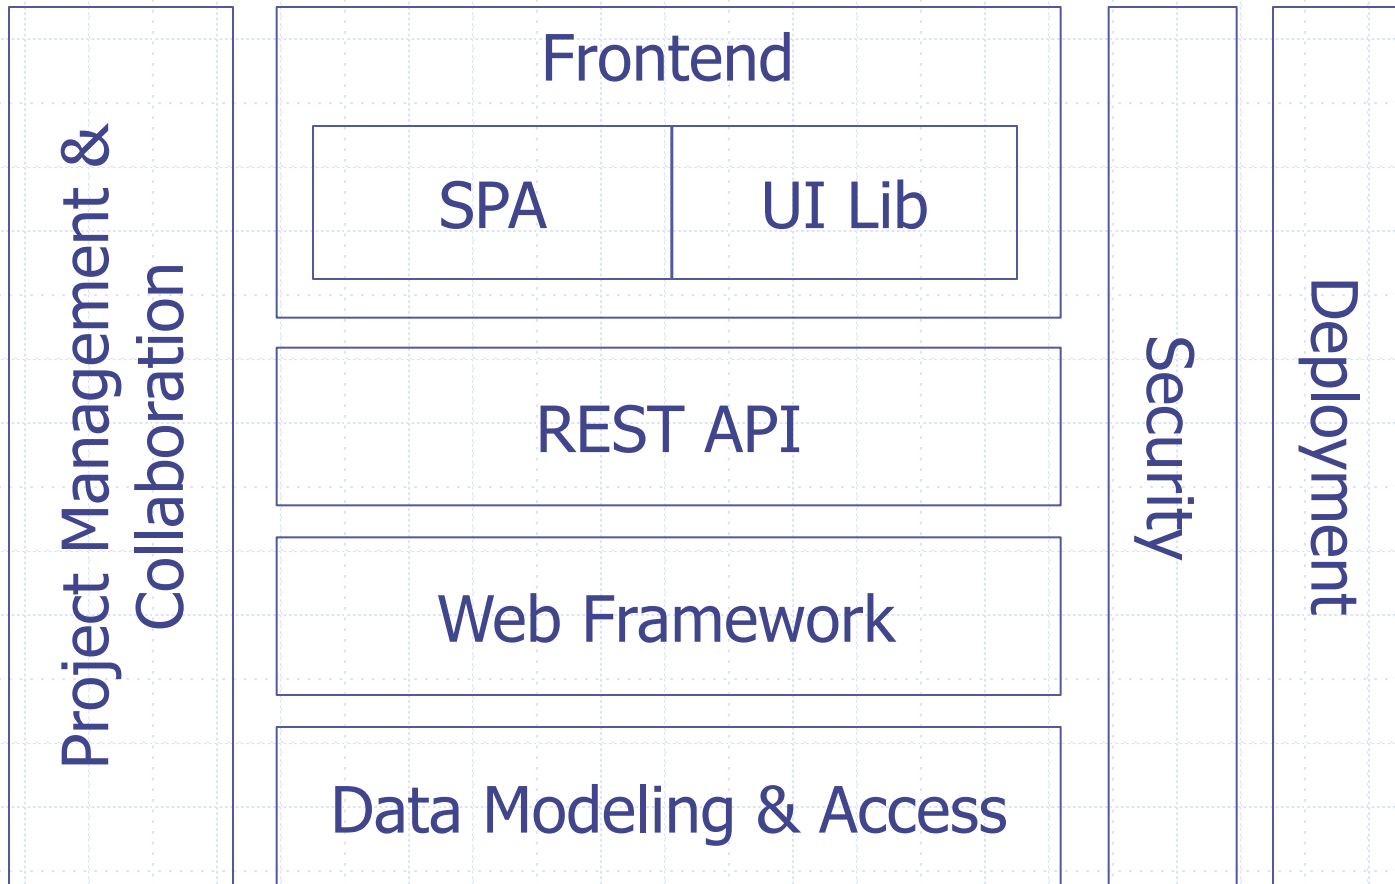 Project Management &
Collaboration
Frontend
SPA
UI Lib
REST API
Web Framework
Data Modeling & Access
Security
Deployment